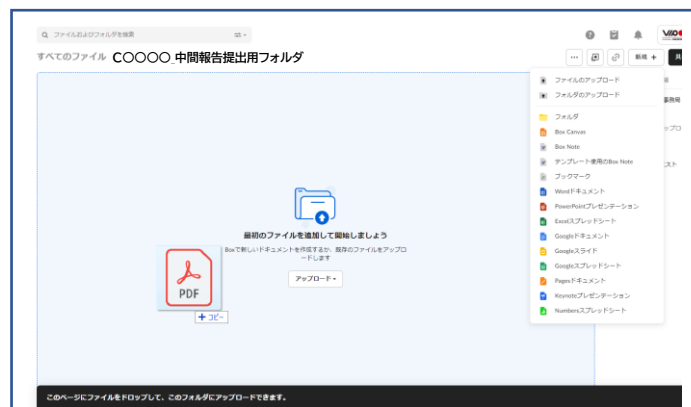 ファイルおよびフォルダを検索
すべてのファイル C〇〇〇〇_中間報告提出用フォルダ
新規 +
共
ファイルのアップロード
フォルダのアップロード
フォルダ
Box Canvas
Box Note
テンプレート使用のBox Note
ブックマーク
Wordドキュメント
PowerPointプレゼンテーション
Excelスプレッドシート
Googleドキュメント
Googleスライド
Googleスプレッドシート
Pagesドキュメント
Keynoteプレゼンテーション
Numbersスプレッドシート
事務局
最初のファイルを追加して開始しましょう
Boxで新しいドキュメントを作成するか、既存のファイルをアップロ
ードします
アップロード
PDF
+ コピー
このページにファイルをドロップして、このフォルダにアップロードできます。